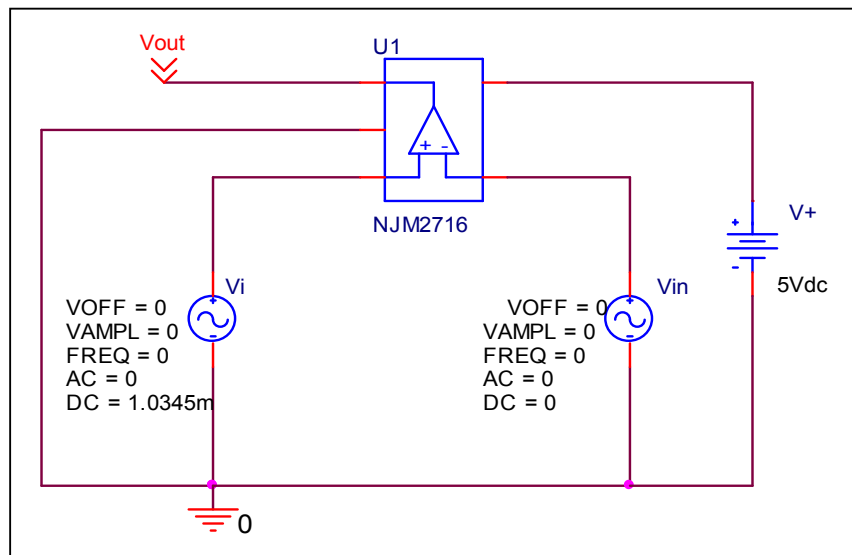 Vout
U1
+ -
NJM2716
V+
+
-
5Vdc
Vi
+
-
VOFF = 0
VAMPL = 0
FREQ = 0
AC = 0
DC = 1.0345m
Vin
+
-
VOFF = 0
VAMPL = 0
FREQ = 0
AC = 0
DC = 0
0